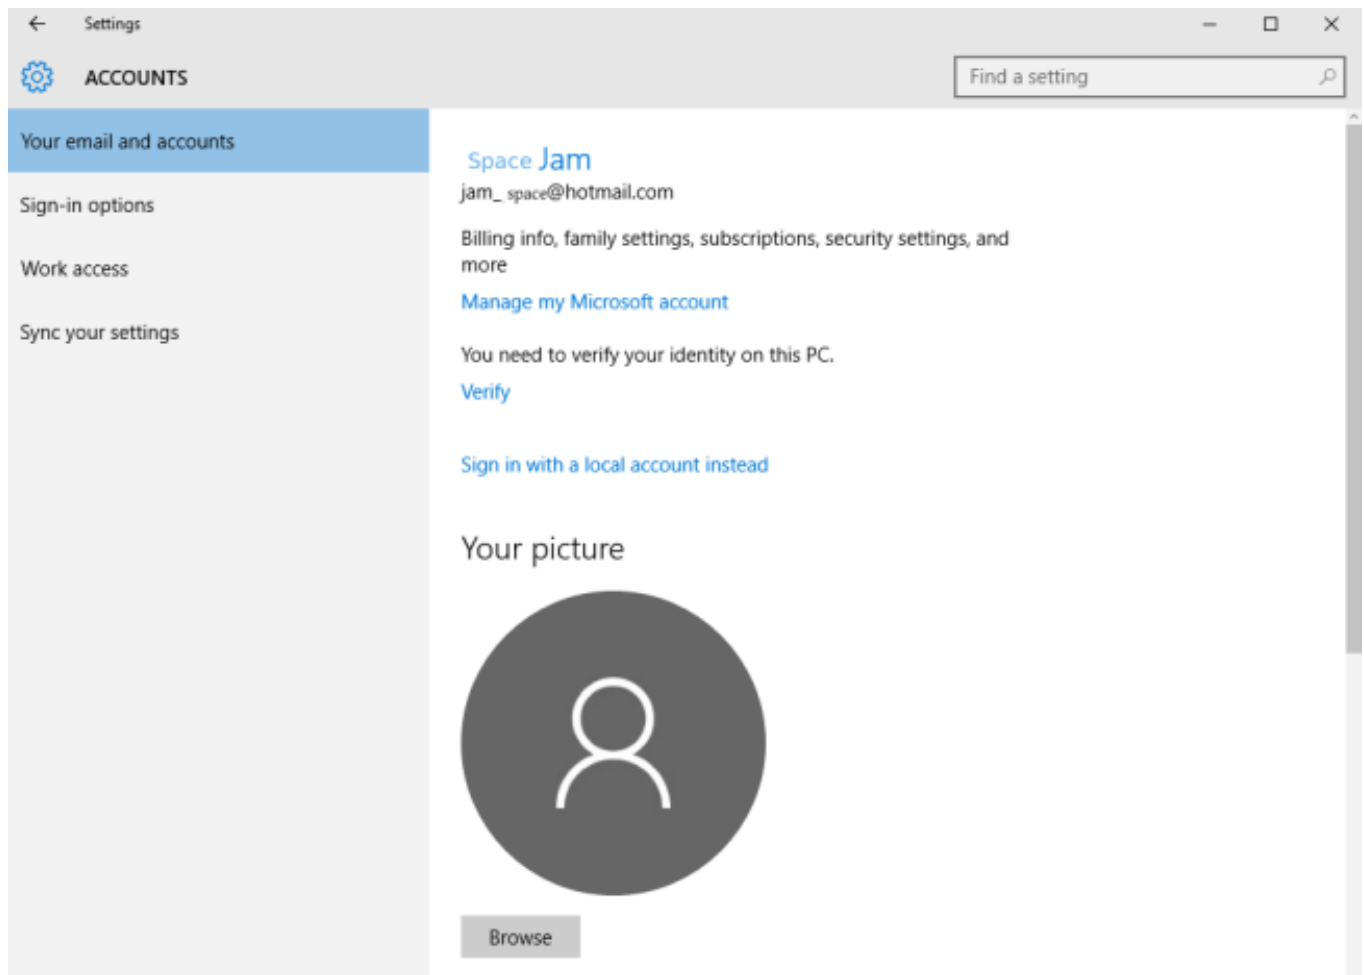 Settings
ACCOUNTS
Find a setting
Your email and accounts
Sign-in options
Work access
Sync your settings
Space Jam
jam_ space@hotmail.com
Billing info, family settings, subscriptions, security settings, and
more
Manage my Microsoft account
You need to verify your identity on this PC.
Verify
Sign in with a local account instead
Your picture
Browse